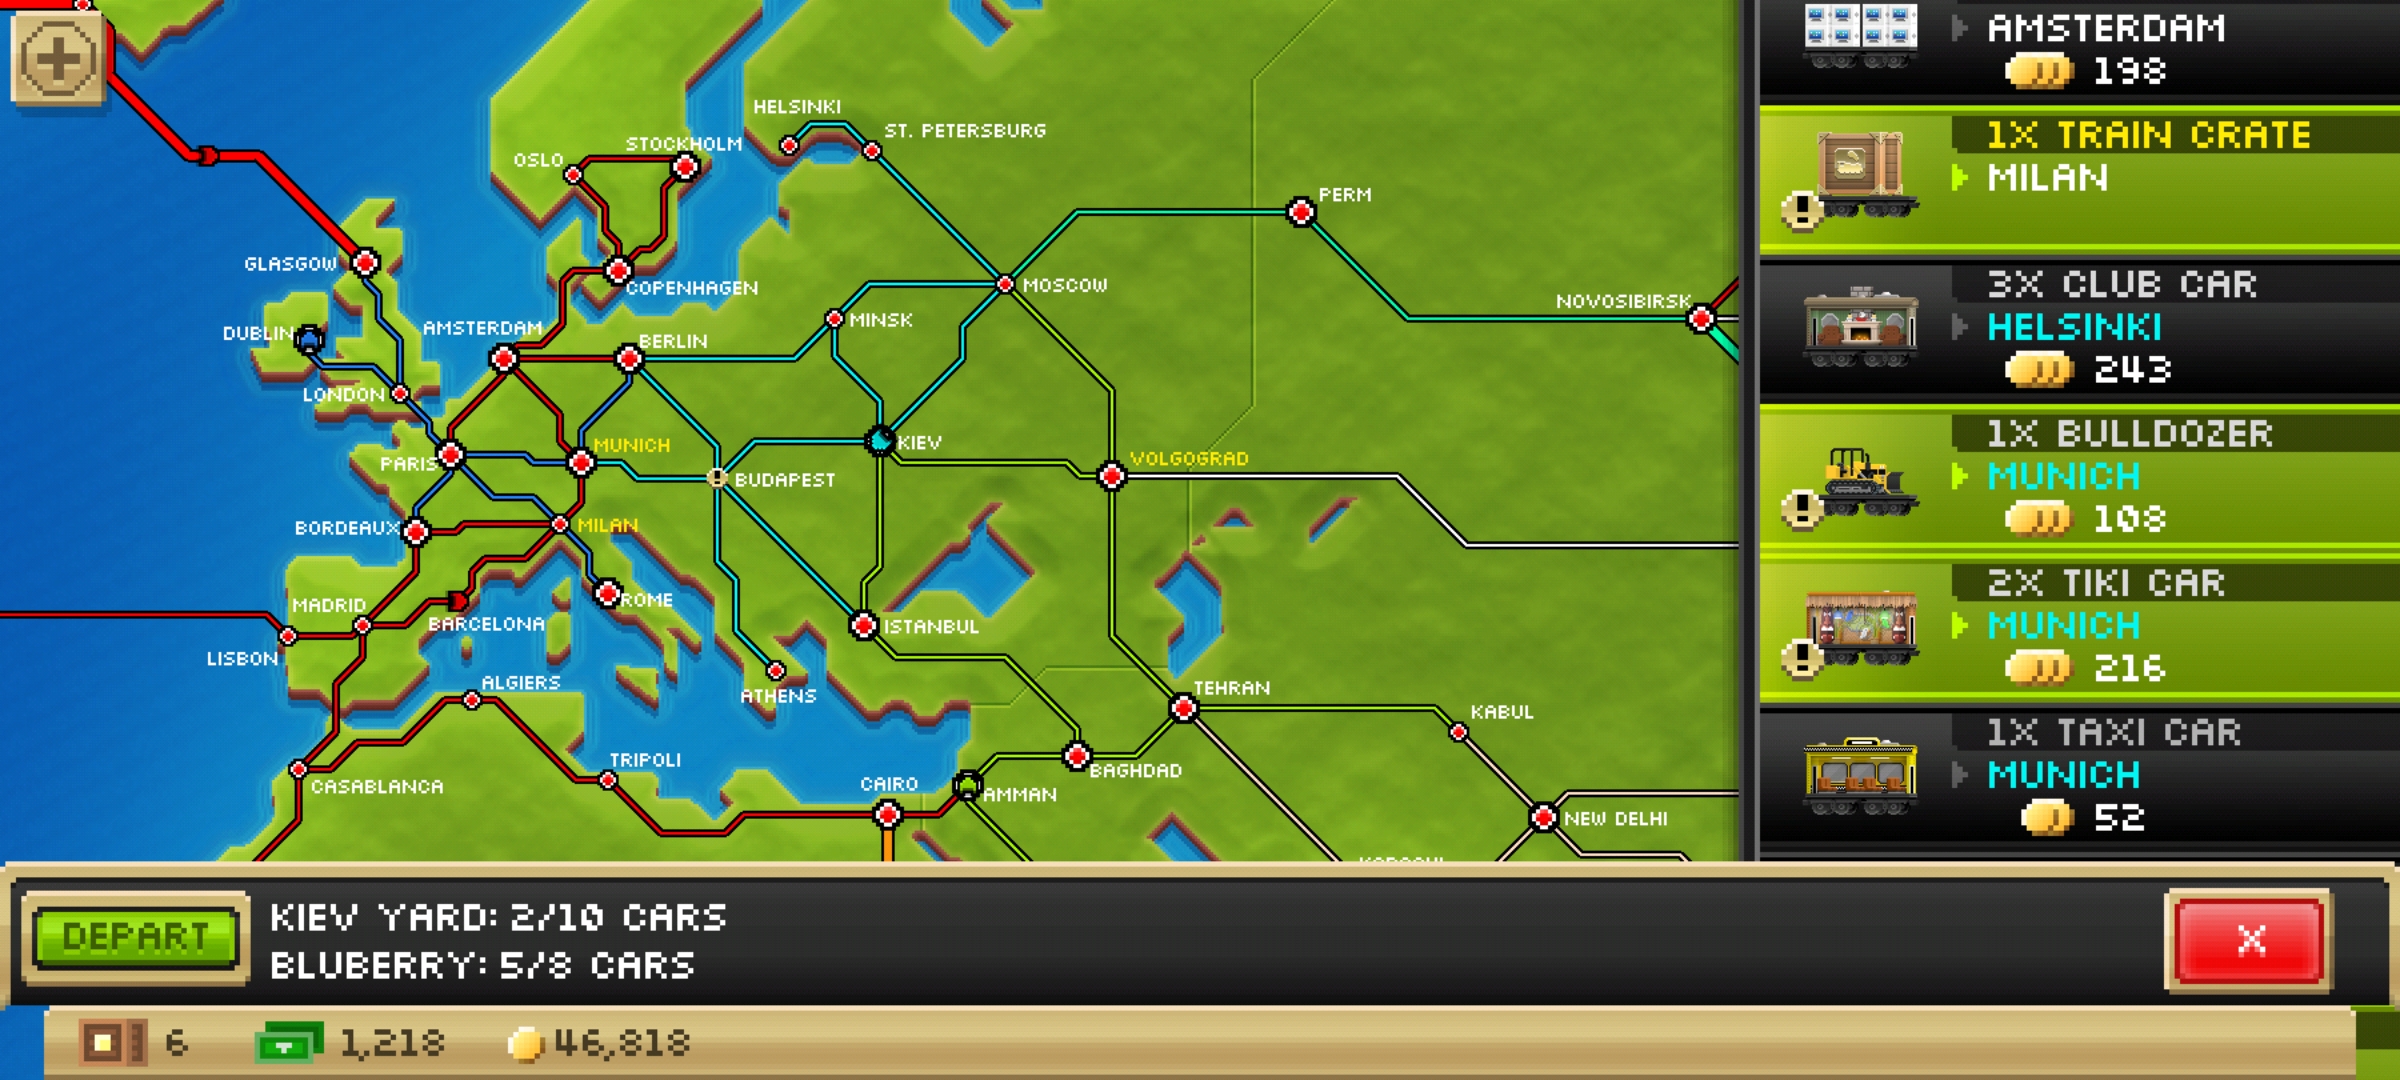 HELSINKI
ST. PETERSBURG
STOCKHOLM
OSLO
PERM
GLASGOW
COPENHAGEN
MOSCOW
NOVOSIBIRSK
DUBLIN
AMSTERDAM
BERLIN
MINSK
LONDON
PARIS
MUNICH
KIEV
VOLGOGRAD
BUDAPEST
BORDEAUX
MILAN
MADRID
BARCELONA
ROME
ISTANBUL
LISBON
ALGIERS
ATHENS
TEHRAN
KABUL
CASABLANCA
TRIPOLI
CAIRO
AMMAN
BAGHDAD
NEW DELHI
AMSTERDAM
198
1X TRAIN CRATE
MILAN
3X CLUB CAR
HELSINKI
243
1X BULLDOZER
MUNICH
108
2X TIKI CAR
MUNICH
216
1X TAXI CAR
MUNICH
52
DEPART
KIEV YARD: 2/10 CARS
BLUBERRY: 5/8 CARS
X
6
1,218
46,818